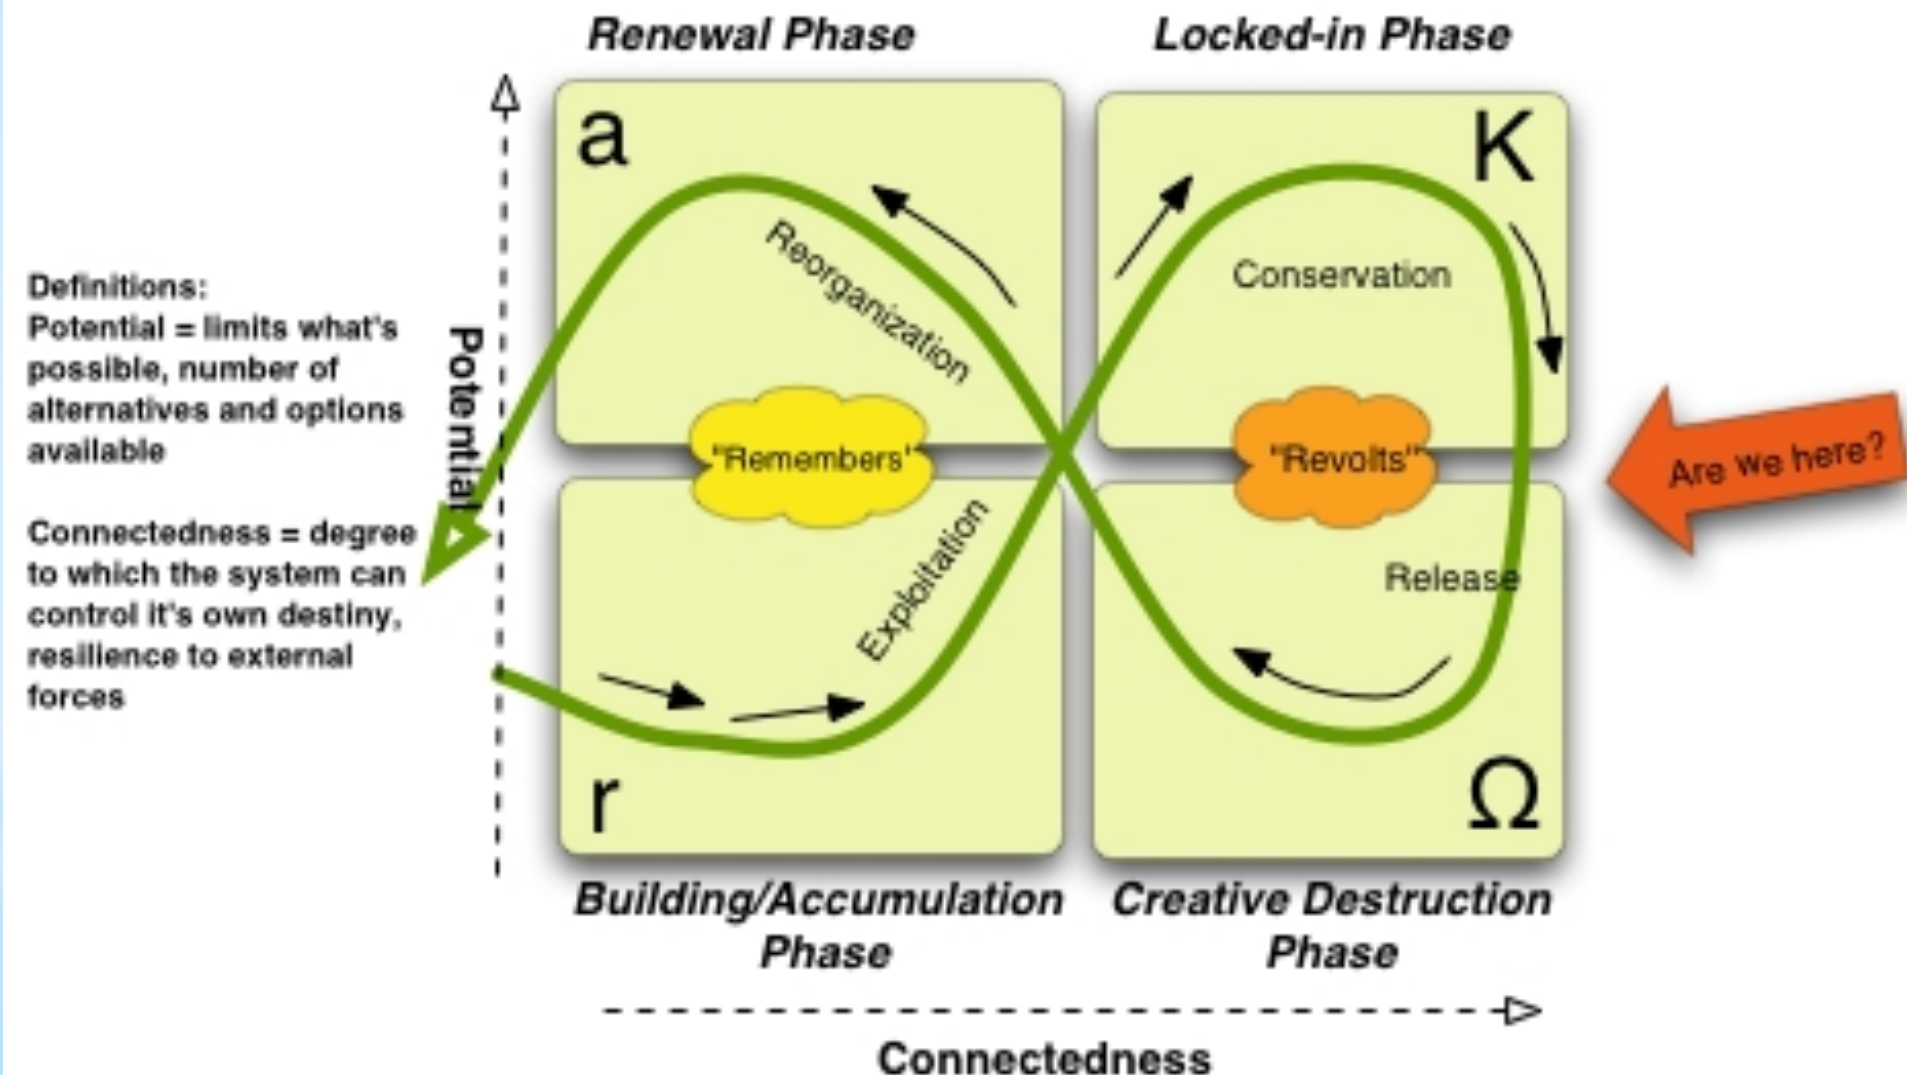 Renewal Phase
Locked-in Phase
a
K
Reorganization
Conservation
Definitions:
Potential = limits what's
possible, number of
alternatives and options
available
Potential
"Remembers"
"Revolts"
Are we here?
Connectedness = degree
to which the system can
control it's own destiny,
resilience to external
forces
Exploitation
Release
r
Ω
Building/Accumulation
Phase
Creative Destruction
Phase
Connectedness